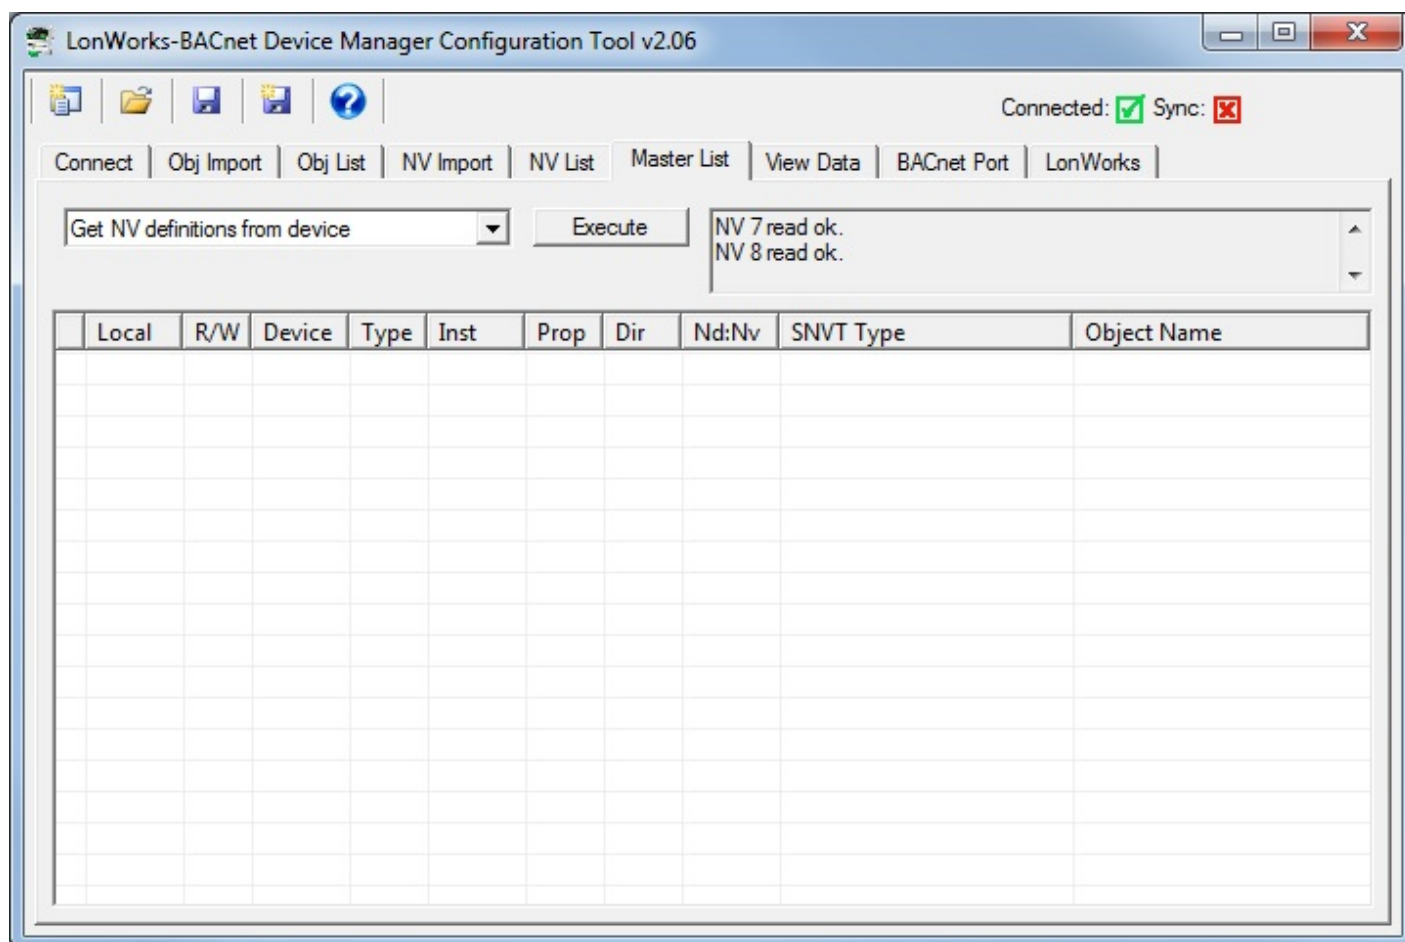 LonWorks-BACnet Device Manager Configuration Tool v2.06
Connected: Sync:
Connect Obj Import Obj List NV Import NV List Master List View Data BACnet Port LonWorks
Get NV definitions from device Execute
NV 7 read ok.
NV 8 read ok.
Local R/W Device Type Inst Prop Dir Nd:Nv SNVT Type Object Name